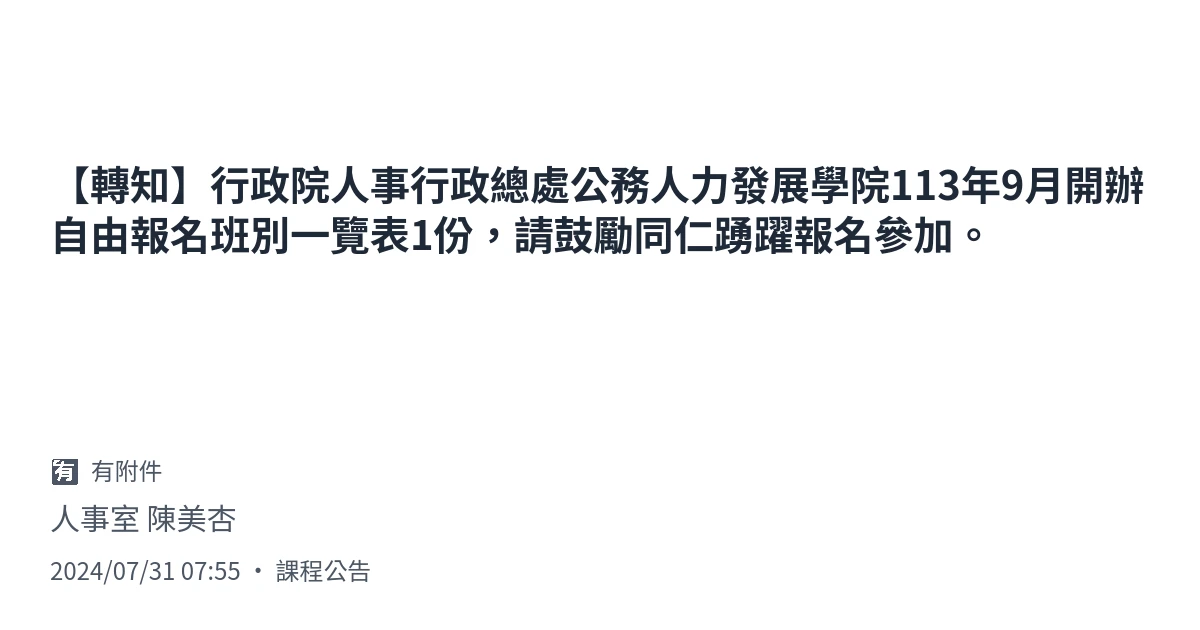 【轉知】行政院人事行政總處公務人力發展學院113年9月開辦
自由報名班別一覽表1份，請鼓勵同仁踴躍報名參加。
有 有附件
人事室 陳美杏
2024/07/31 07:55 • 課程公告